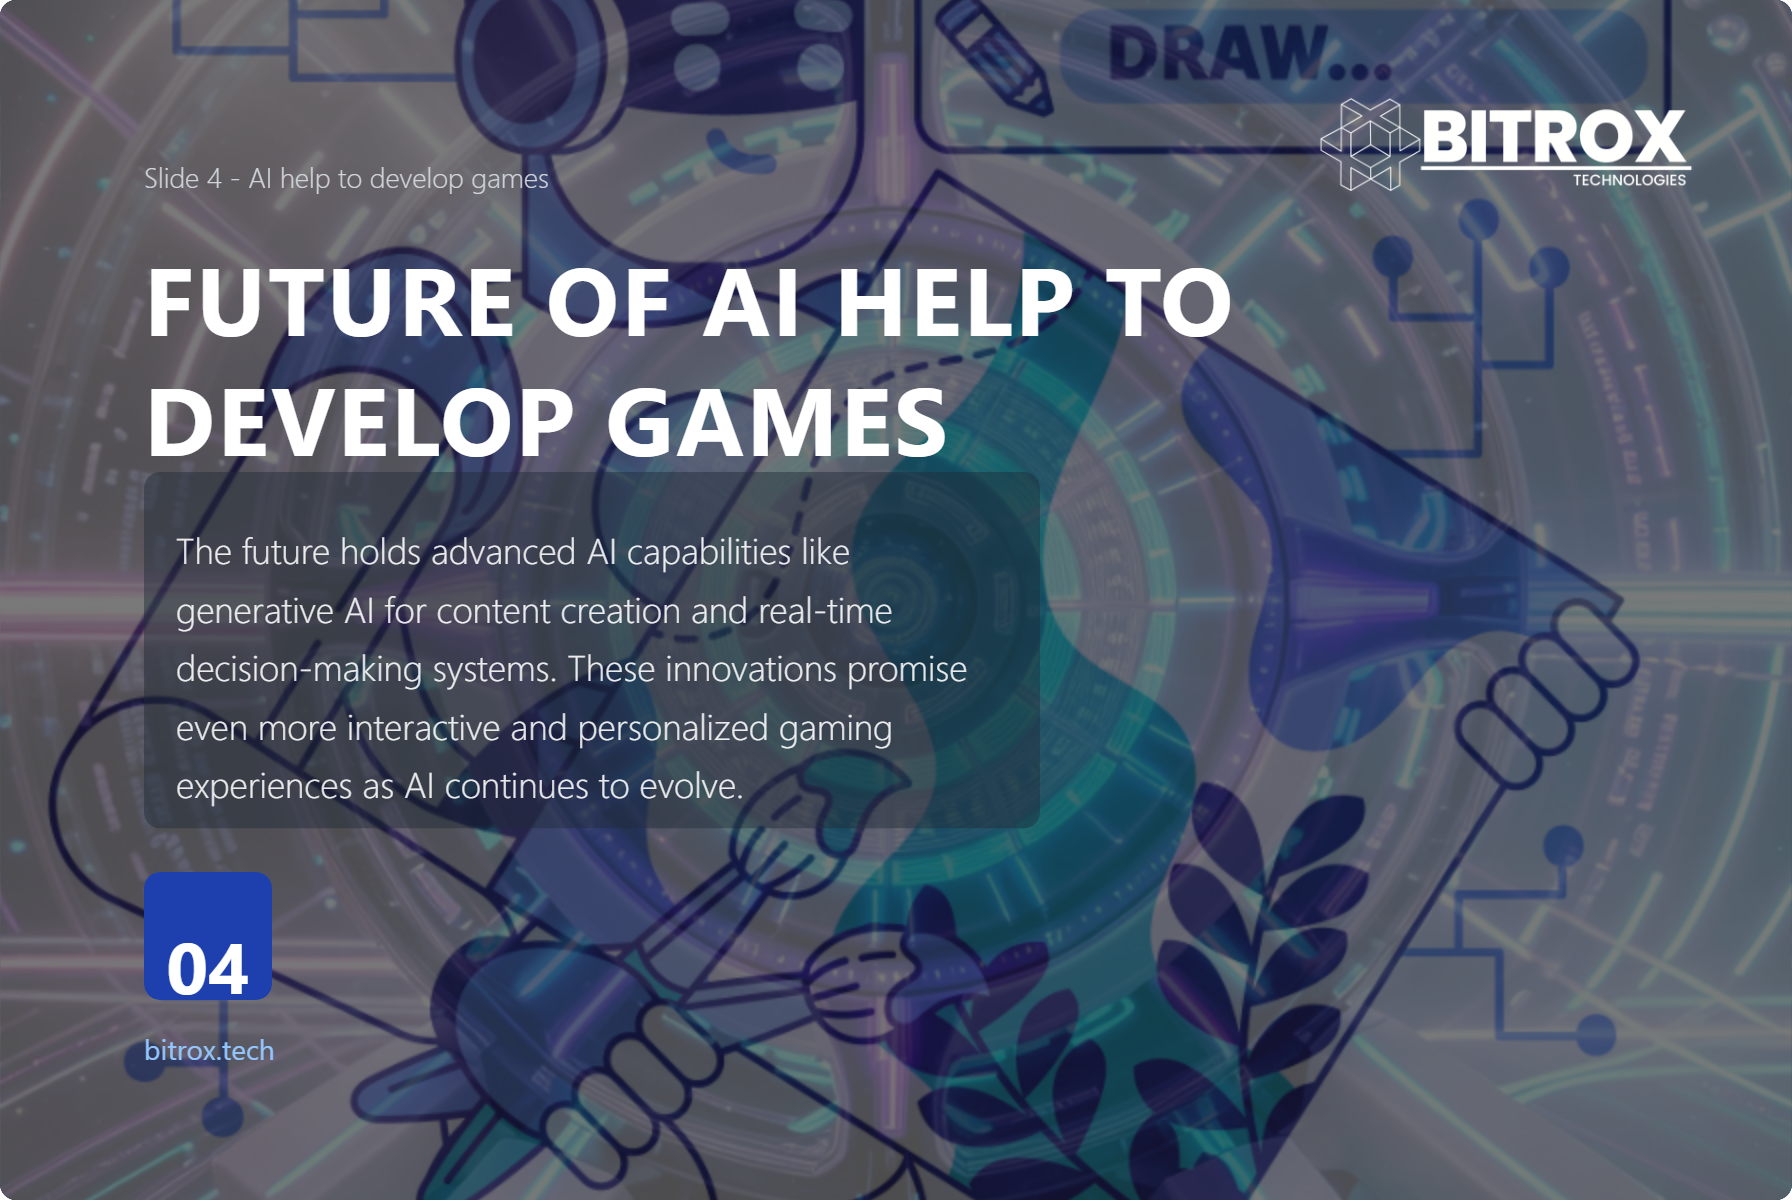 DRAW...
BITROX
TECHNOLOGIES
Slide 4 - AI help to develop games
FUTURE OF AI HELP TO
DEVELOP GAMES
The future holds advanced AI capabilities like
generative AI for content creation and real-time
decision-making systems. These innovations promise
even more interactive and personalized gaming
experiences as AI continues to evolve.
04
bitrox.tech